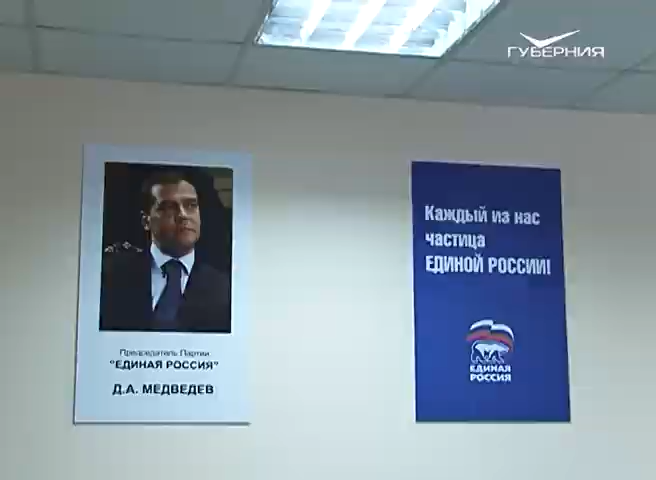 ГУБЕРНИЯ
Председатель Партии
"ЕДИНАЯ РОССИЯ"
Д.А. МЕДВЕДЕВ
Каждый из нас
частица
ЕДИНОЙ РОССИИ!
ЕДИНАЯ
РОССИЯ